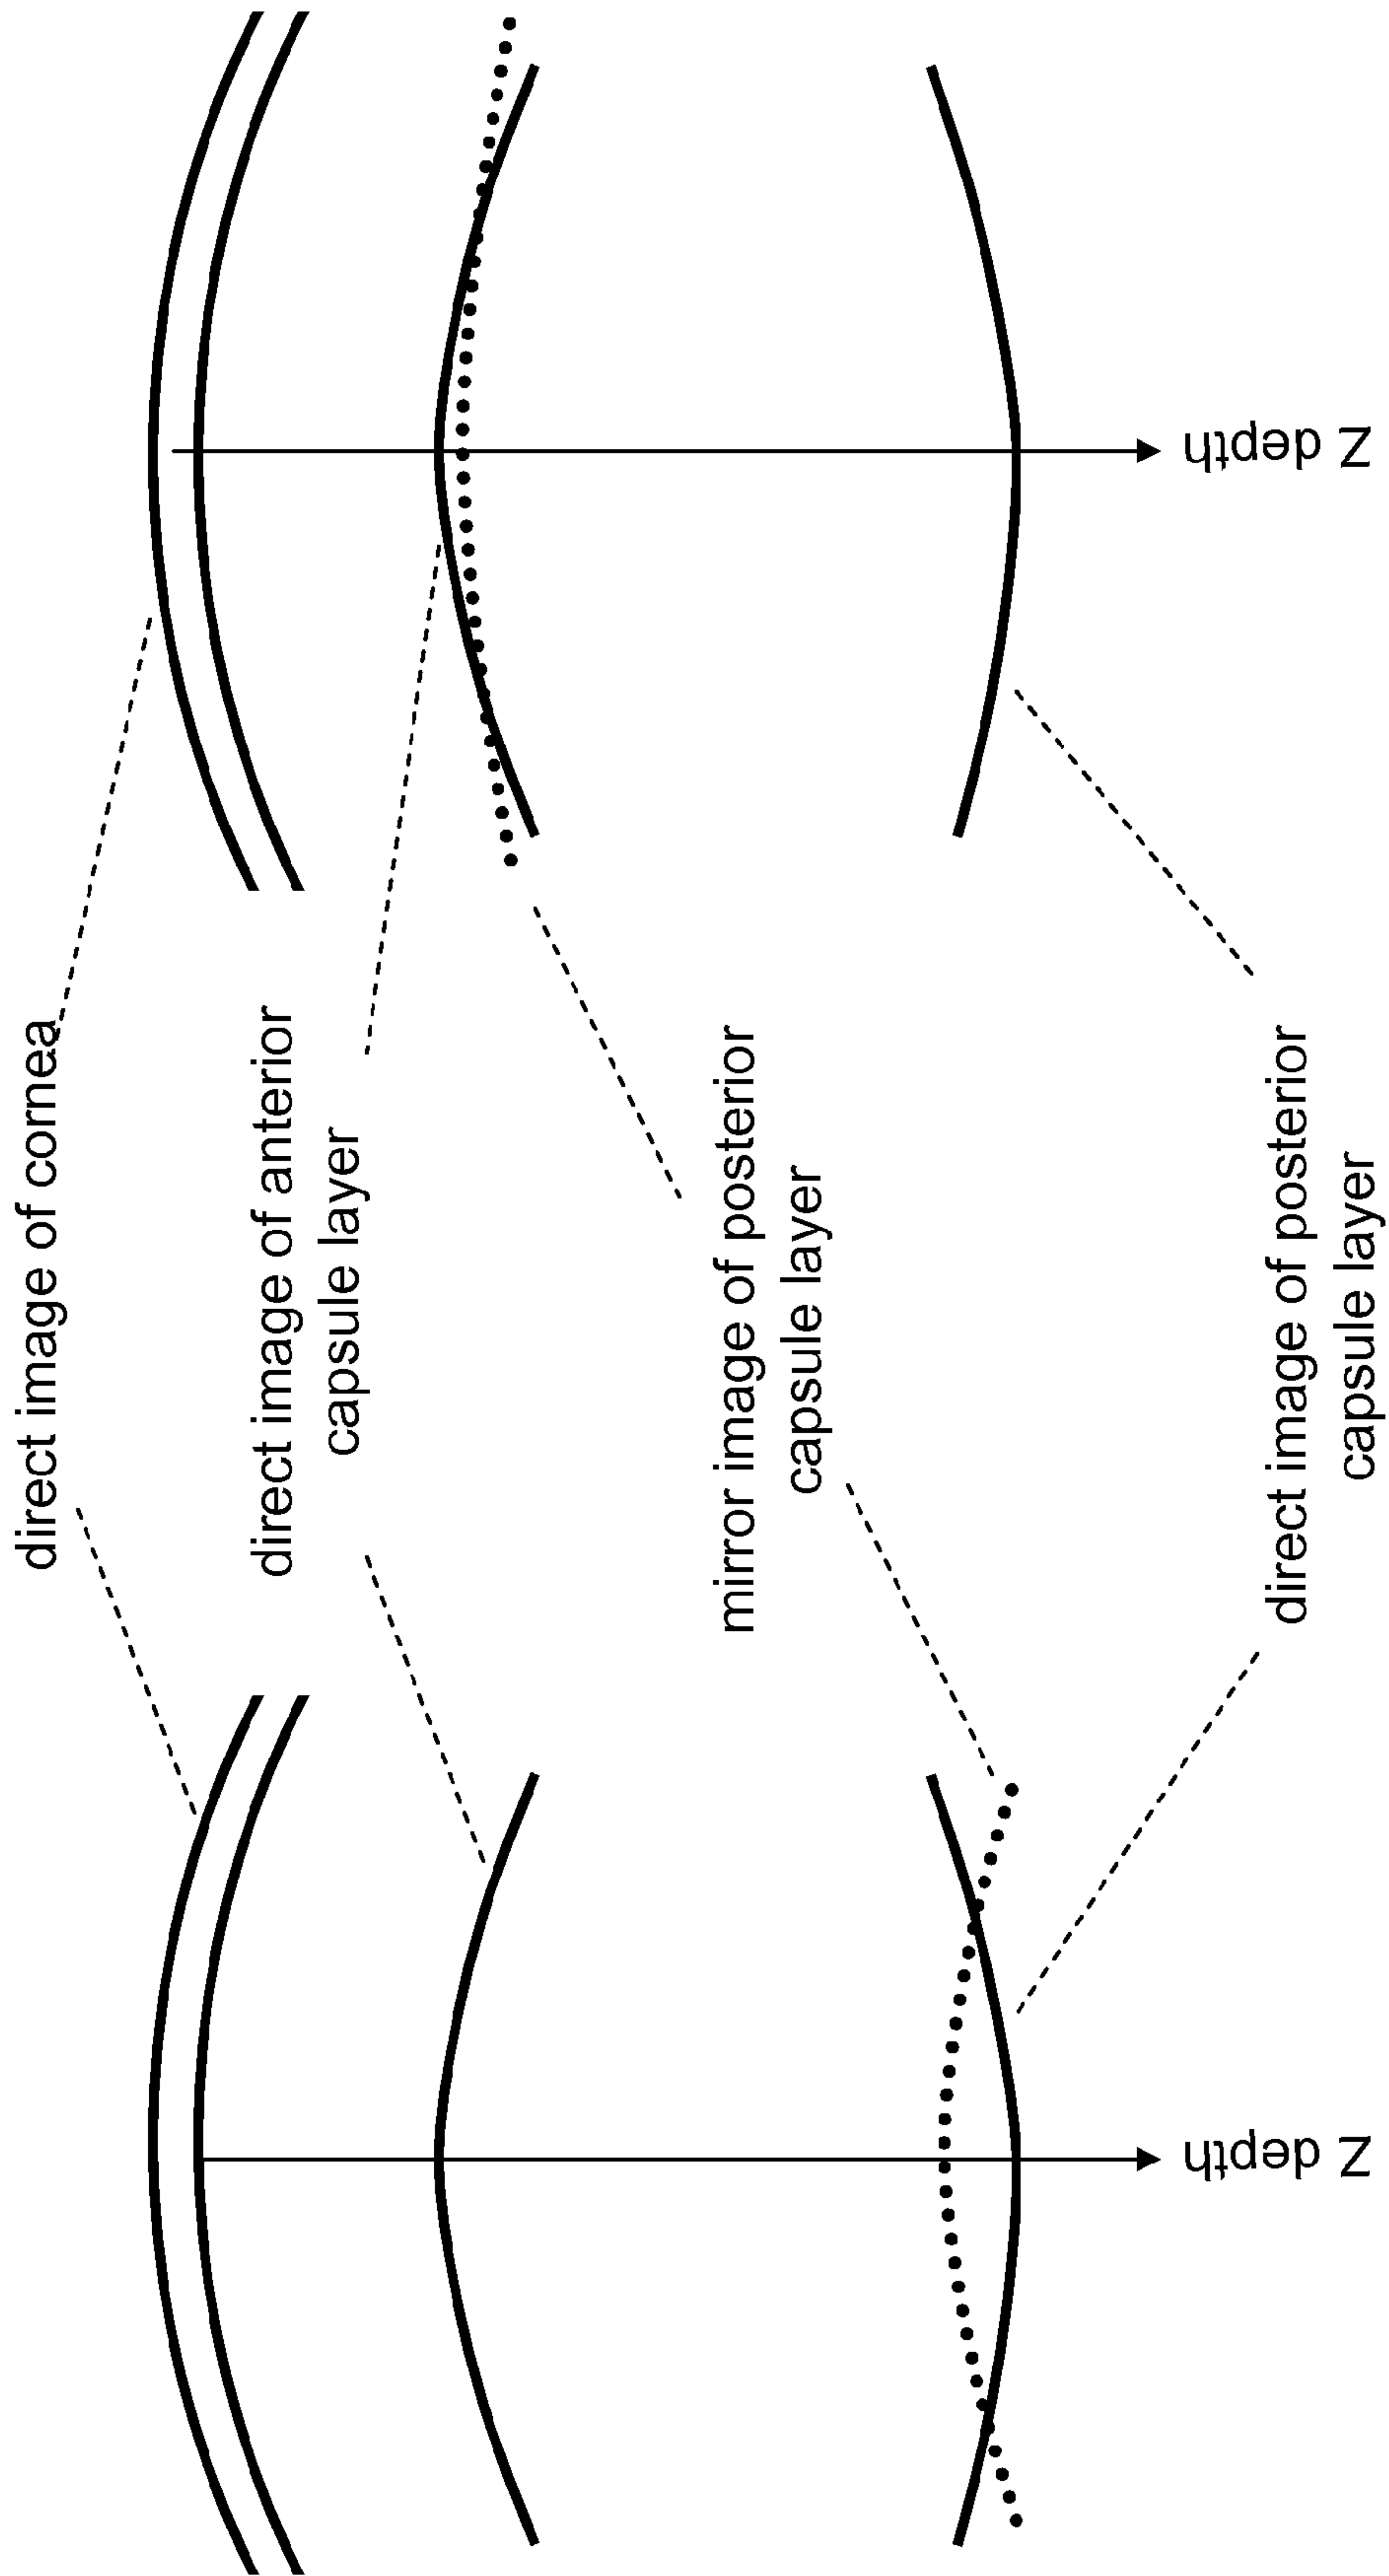 direct image of cornea
direct image of anterior
capsule layer
mirror image of posterior
capsule layer
direct image of posterior
capsule layer
Z depth
Z depth